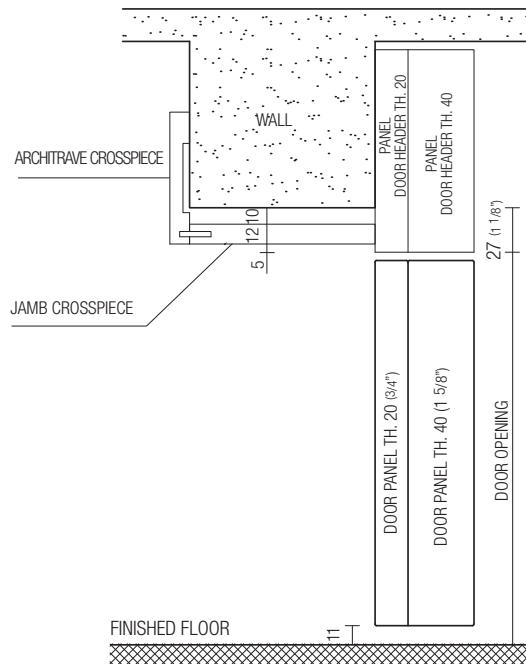 WALL
PANEL
DOOR HEADER TH. 20
PANEL
DOOR HEADER TH. 40
ARCHITRAVE CROSSPIECE
10
12
5
27 (1 1/8")
JAMB CROSSPIECE
DOOR PANEL TH. 20 (3/4")
DOOR PANEL TH. 40 (1 5/8")
DOOR OPENING
FINISHED FLOOR
11